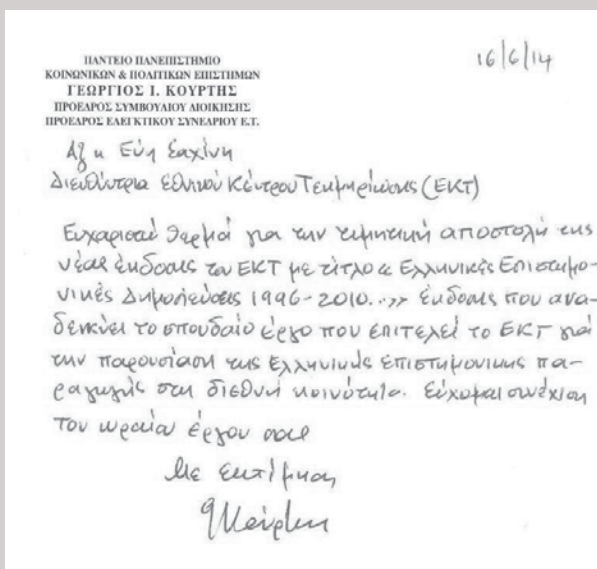 ΠΑΝΤΕΙΟ ΠΑΝΕΠΙΣΤΗΜΙΟ
ΚΟΙΝΩΝΙΚΩΝ & ΠΟΛΙΤΙΚΩΝ ΕΠΙΣΤΗΜΩΝ
ΓΕΩΡΓΙΟΣ Ι. ΚΟΥΡΤΗΣ
ΠΡΟΕΔΡΟΣ ΣΥΜΒΟΥΛΙΟΥ ΔΙΟΙΚΗΣΗΣ
ΠΡΟΕΔΡΟΣ ΕΛΕΓΚΤΙΚΟΥ ΣΥΝΕΔΡΙΟΥ Ε.Τ.
16/6/14
Αξ κ Εύη Σαχίνη
Διευθύντρια Εθνικού Κέντρου Τεκμηρίωσης (ΕΚΤ)
Ευχαριστώ θερμά για την τιμητική αποστολή της
νέας έκδοσης του ΕΚΤ με τίτλο « Ελληνικές Επιστημο-
νικές Δημοσιεύσεις 1996-2010..» έκδοσης που ανα-
δεικνύει το σπουδαίο έργο που επιτελεί το ΕΚΤ γιά
την παρουσίαση της Ελληνικής επιστημονικής πα-
ραγωγής στη διεθνή κοινότητα. Εύχομαι συνέχιση
του ωραίου έργου σας
Με εκτίμηση
Κούρτης